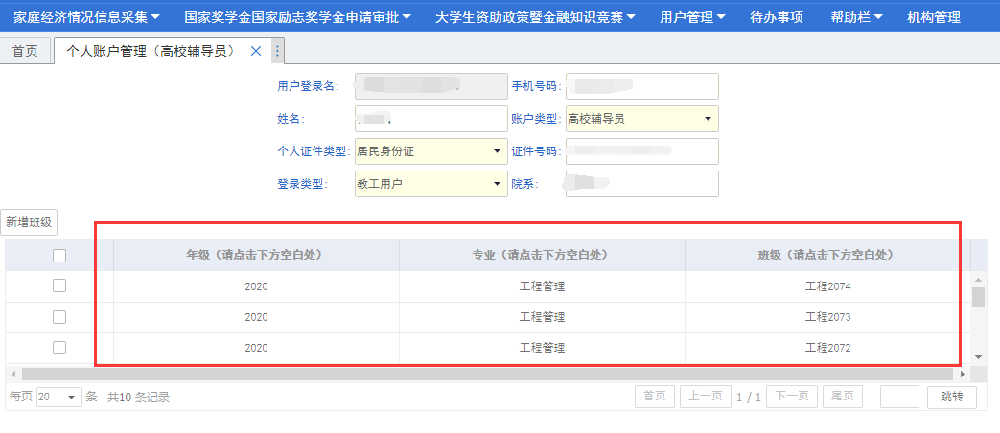 家庭经济情况信息采集 国家奖学金国家励志奖学金申请审批 大学生资助政策暨金融知识竞赛 用户管理 待办事项 帮助栏 机构管理
首页 个人账户管理（高校辅导员）
用户登录名: 手机号码:
姓名: 账户类型: 高校辅导员
个人证件类型: 居民身份证 证件号码:
登录类型: 教工用户 院系:
新增班级
年级（请点击下方空白处） 专业（请点击下方空白处） 班级（请点击下方空白处）
2020 工程管理 工程2074
2020 工程管理 工程2073
2020 工程管理 工程2072
每页 20 条 共10 条记录 首页 上一页 1 / 1 下一页 尾页 跳转